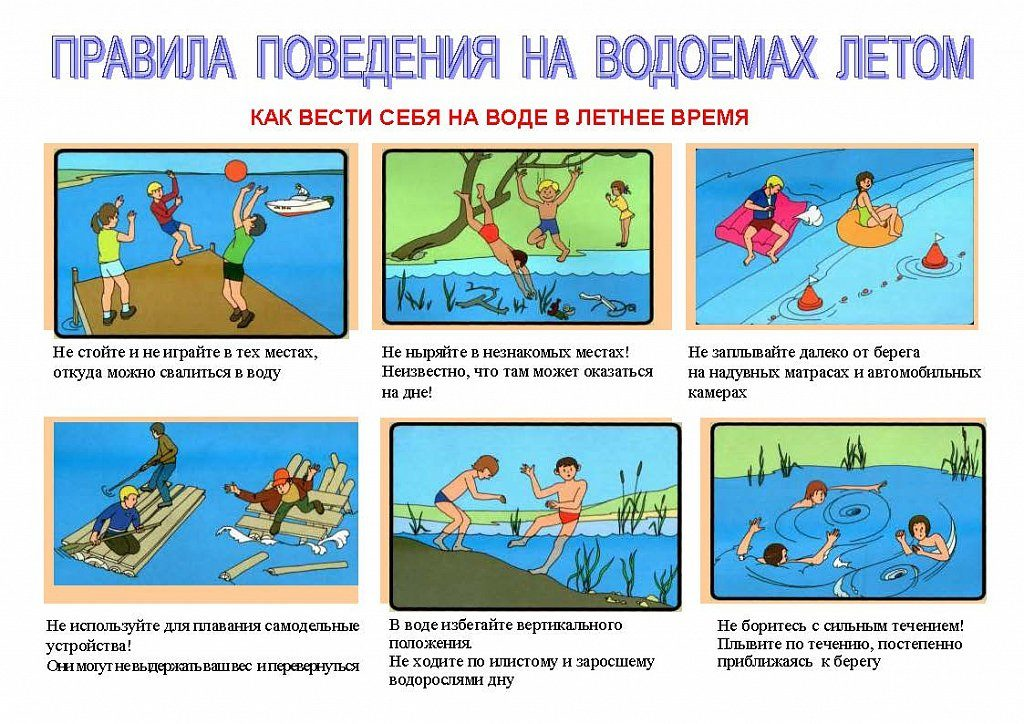 ПРАВИЛА ПОВЕДЕНИЯ НА ВОДОЕМАХ ЛЕТОМ
КАК ВЕСТИ СЕБЯ НА ВОДЕ В ЛЕТНЕЕ ВРЕМЯ
Не стойте и не играйте в тех местах,
откуда можно свалиться в воду
Не ныряйте в незнакомых местах!
Неизвестно, что там может оказаться
на дне!
Не заплывайте далеко от берега
на надувных матрасах и автомобильных
камерах
Не используйте для плавания самодельные
устройства!
Они могут не выдержать ваш вес и перевернуться
В воде избегайте вертикального
положения.
Не ходите по илистому и заросшему
водорослями дну
Не боритесь с сильным течением!
Плывите по течению, постепенно
приближаясь к берегу